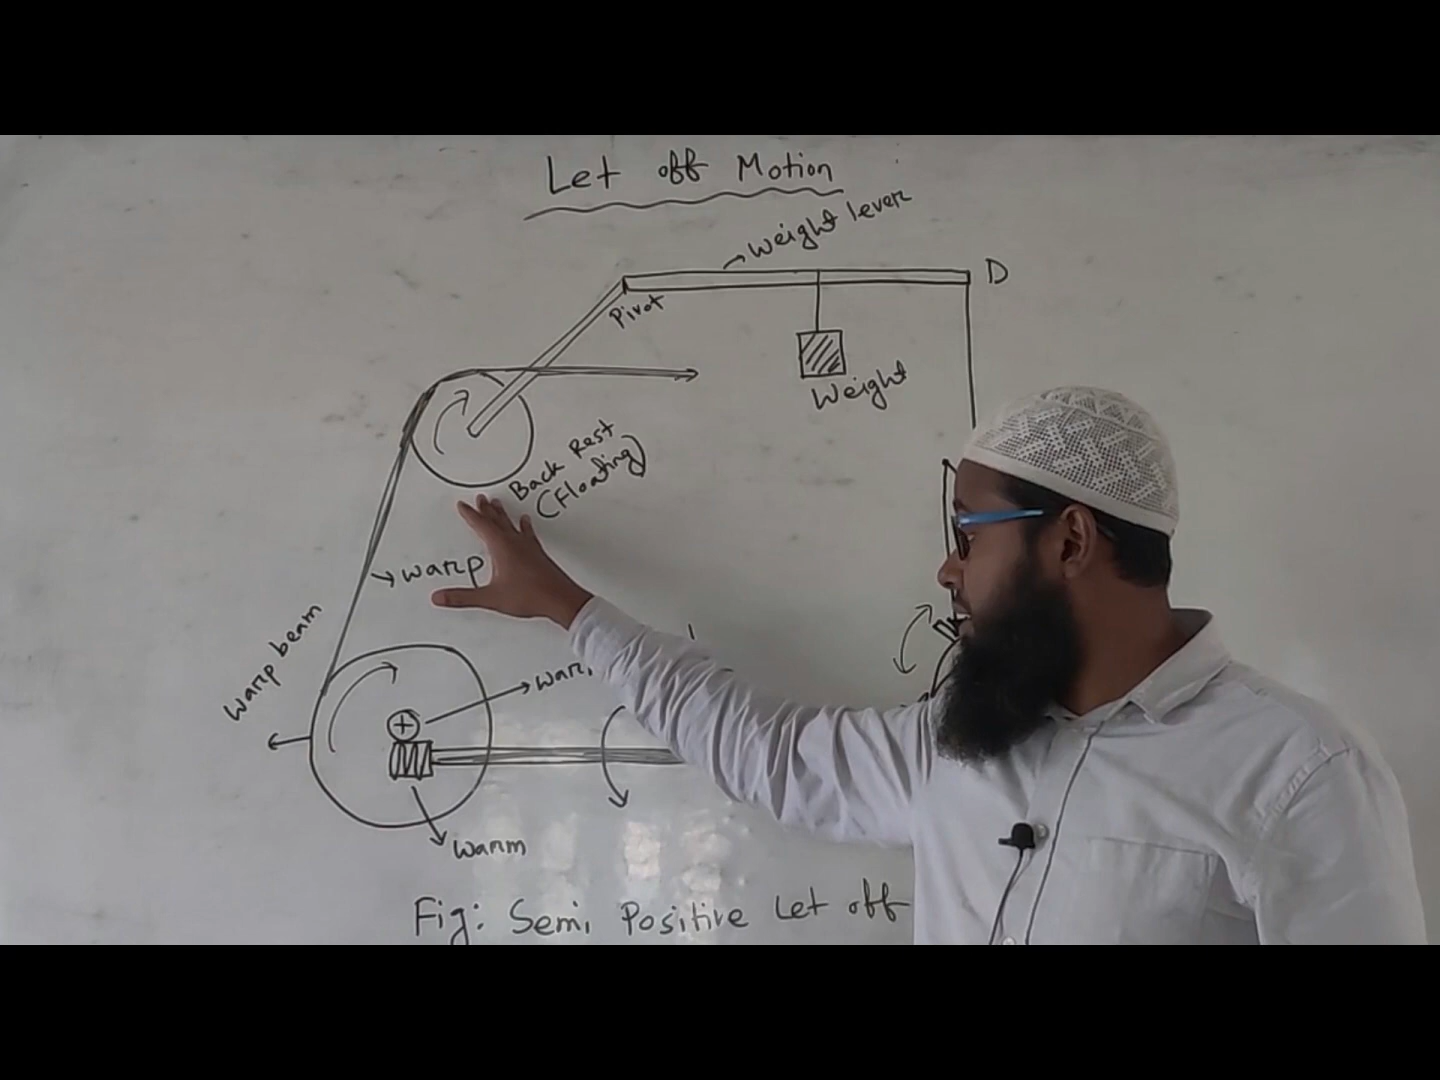 Let off Motion
Weight lever
D
Pivot
Weight
Back Rest
(Floating)
warp
warp beam
warm
Fig: Semi Positive Let off